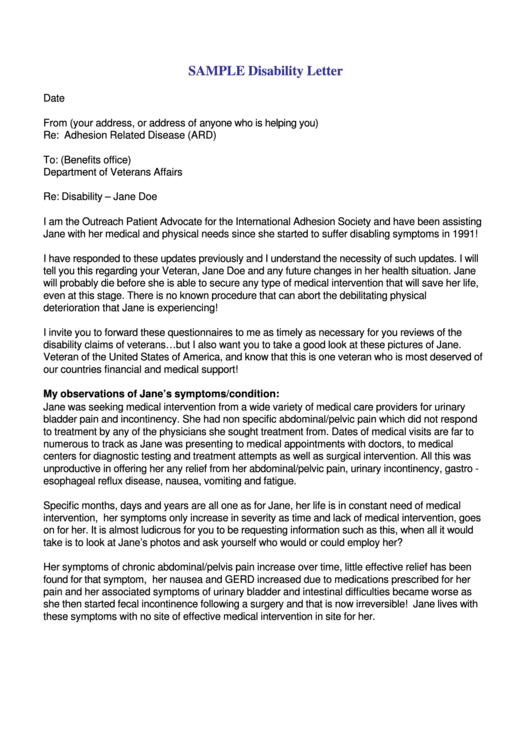 SAMPLE Disability Letter
Date
From (your address, or address of anyone who is helping you)
Re:  Adhesion Related Disease (ARD)
To: (Benefits office)
Department of Veterans Affairs
Re: Disability – Jane Doe
I am the Outreach Patient Advocate for the International Adhesion Society and have been assisting
Jane with her medical and physical needs since she started to suffer disabling symptoms in 1991!
I have responded to these updates previously and I understand the necessity of such updates. I will
tell you this regarding your Veteran, Jane Doe and any future changes in her health situation. Jane
will probably die before she is able to secure any type of medical intervention that will save her life,
even at this stage. There is no known procedure that can abort the debilitating physical
deterioration that Jane is experiencing!
I invite you to forward these questionnaires to me as timely as necessary for you reviews of the
disability claims of veterans…but I also want you to take a good look at these pictures of Jane.
Veteran of the United States of America, and know that this is one veteran who is most deserved of
our countries financial and medical support!
My observations of Jane's symptoms/condition:
Jane was seeking medical intervention from a wide variety of medical care providers for urinary
bladder pain and incontinency. She had non specific abdominal/pelvic pain which did not respond
to treatment by any of the physicians she sought treatment from. Dates of medical visits are far to
numerous to track as Jane was presenting to medical appointments with doctors, to medical
centers for diagnostic testing and treatment attempts as well as surgical intervention. All this was
unproductive in offering her any relief from her abdominal/pelvic pain, urinary incontinency, gastro -
esophageal reflux disease, nausea, vomiting and fatigue.
Specific months, days and years are all one as for Jane, her life is in constant need of medical
intervention,  her symptoms only increase in severity as time and lack of medical intervention, goes
on for her. It is almost ludicrous for you to be requesting information such as this, when all it would
take is to look at Jane's photos and ask yourself who would or could employ her?
Her symptoms of chronic abdominal/pelvis pain increase over time, little effective relief has been
found for that symptom,  her nausea and GERD increased due to medications prescribed for her
pain and her associated symptoms of urinary bladder and intestinal difficulties became worse as
she then started fecal incontinence following a surgery and that is now irreversible!  Jane lives with
these symptoms with no site of effective medical intervention in site for her.